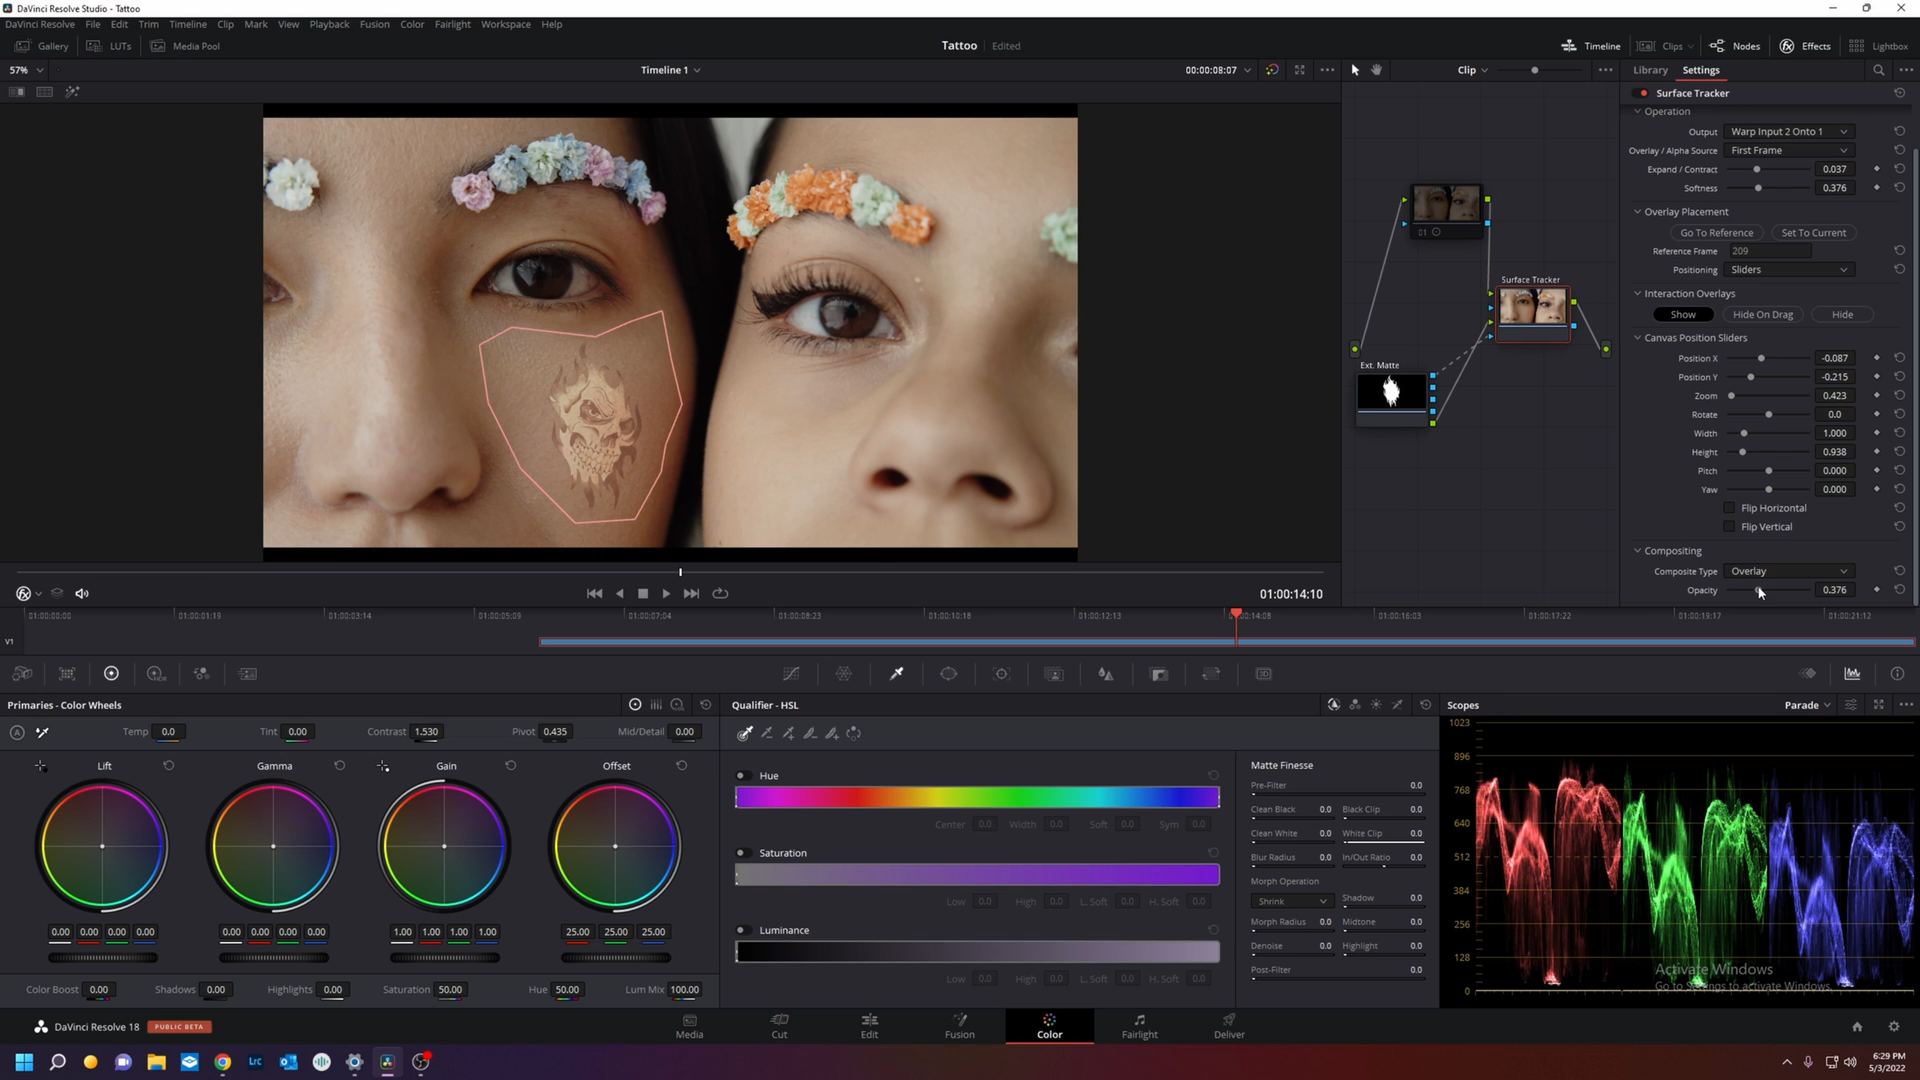 DaVinci Resolve Studio - Tattoo
DaVinci Resolve File Edit Trim Timeline Clip Mark View Playback Fusion Color Fairlight Workspace Help
Gallery LUTs Media Pool Tattoo Edited Timeline Clips Nodes Effects Lightbox
57% Timeline 1 00:00:08:07 Clip Library Settings
Surface Tracker
Operation
Output Warp Input 2 Onto 1
Overlay / Alpha Source First Frame
Expand / Contract 0.037
Softness 0.376
Overlay Placement
Go To Reference Set To Current
Reference Frame 209
Positioning Sliders
Interaction Overlays
Show Hide On Drag Hide
Canvas Position Sliders
Position X -0.087
Position Y -0.215
Zoom 0.423
Rotate 0.0
Width 1.000
Height 0.938
Pitch 0.000
Yaw 0.000
Flip Horizontal
Flip Vertical
Compositing
Composite Type Overlay
Opacity 0.376
01
Surface Tracker
Ext. Matte
01:00:14:10
01:00:00:00 01:00:01:19 01:00:03:14 01:00:05:09 01:00:07:04 01:00:08:23 01:00:10:18 01:00:12:13 00:14:08 01:00:16:03 01:00:17:22 01:00:19:17 01:00:21:12
V1
Primaries - Color Wheels
Temp 0.0 Tint 0.00 Contrast 1.530 Pivot 0.435 Mid/Detail 0.00
Lift Gamma Gain Offset
0.00 0.00 0.00 0.00 0.00 0.00 0.00 0.00 1.00 1.00 1.00 1.00 25.00 25.00 25.00
Color Boost 0.00 Shadows 0.00 Highlights 0.00 Saturation 50.00 Hue 50.00 Lum Mix 100.00
Qualifier - HSL
Hue
Center 0.0 Width 0.0 Soft 0.0 Sym 0.0
Saturation
Low 0.0 High 0.0 L. Soft 0.0 H. Soft 0.0
Luminance
Low 0.0 High 0.0 L. Soft 0.0 H. Soft 0.0
Matte Finesse
Pre-Filter 0.0
Clean Black 0.0 Black Clip 0.0
Clean White 0.0 White Clip 0.0
Blur Radius 0.0 In/Out Ratio 0.0
Morph Operation
Shrink Shadow 0.0
Morph Radius 0.0 Midtone 0.0
Denoise 0.0 Highlight 0.0
Post-Filter 0.0
Scopes Parade
1023
896
768
640
512
384
256
128
0
Activate Windows
Go to Settings to activate Windows.
DaVinci Resolve 18 PUBLIC BETA Media Cut Edit Fusion Color Fairlight Deliver
LrC
6:29 PM
5/3/2022